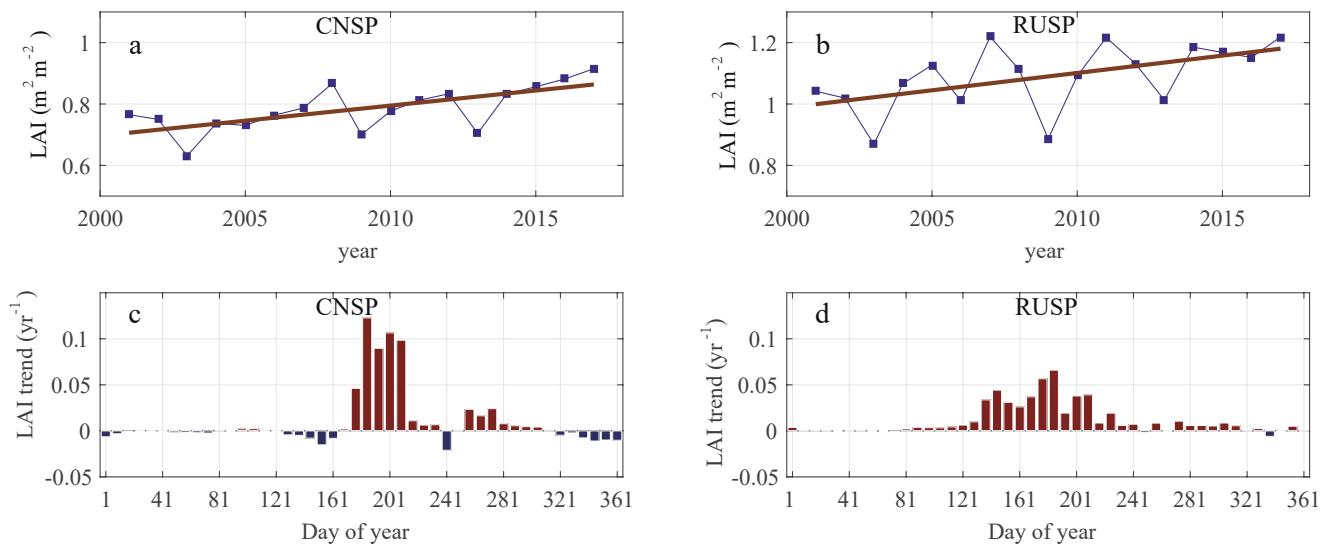 a
CNSP
LAI (m² m⁻²)
1
0.8
0.6
2000 2005 2010 2015
year
b
RUSP
LAI (m² m⁻²)
1.2
1
0.8
2000 2005 2010 2015
year
c
CNSP
LAI trend (yr⁻¹)
0.1
0.05
0
-0.05
1 41 81 121 161 201 241 281 321 361
Day of year
d
RUSP
LAI trend (yr⁻¹)
0.1
0.05
0
-0.05
1 41 81 121 161 201 241 281 321 361
Day of year